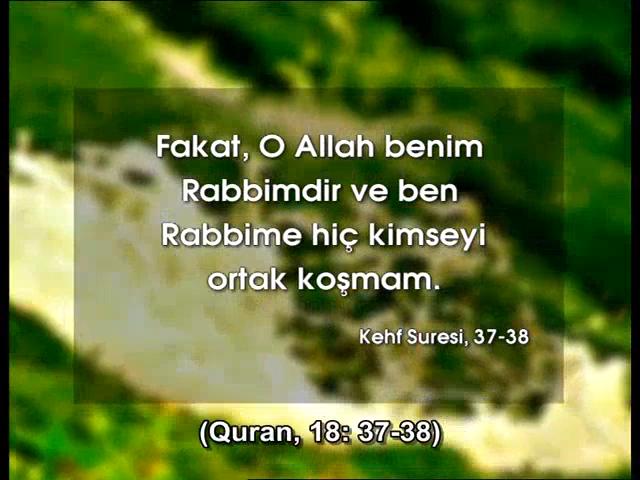 Fakat, O Allah benim
Rabbimdir ve ben
Rabbime hiç kimseyi
ortak koşmam.
Kehf Suresi, 37-38
(Quran, 18: 37-38)